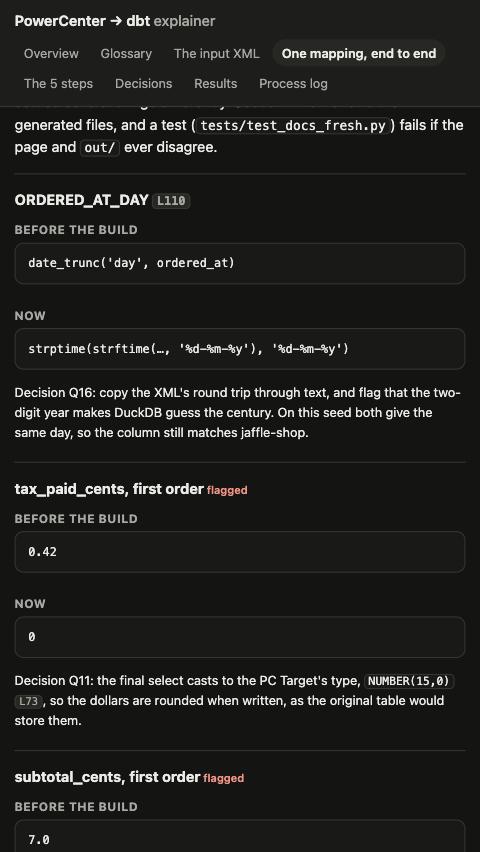 PowerCenter → dbt explainer
Overview Glossary The input XML One mapping, end to end
The 5 steps Decisions Results Process log
generated files, and a test ( tests/test_docs_fresh.py ) fails if the
page and out/ ever disagree.
ORDERED_AT_DAY L110
BEFORE THE BUILD
date_trunc('day', ordered_at)
NOW
strptime(strftime(…, '%d-%m-%y'), '%d-%m-%y')
Decision Q16: copy the XML's round trip through text, and flag that the two-
digit year makes DuckDB guess the century. On this seed both give the
same day, so the column still matches jaffle-shop.
tax_paid_cents, first order flagged
BEFORE THE BUILD
0.42
NOW
0
Decision Q11: the final select casts to the PC Target's type, NUMBER(15,0)
L73 , so the dollars are rounded when written, as the original table would
store them.
subtotal_cents, first order flagged
BEFORE THE BUILD
7.0